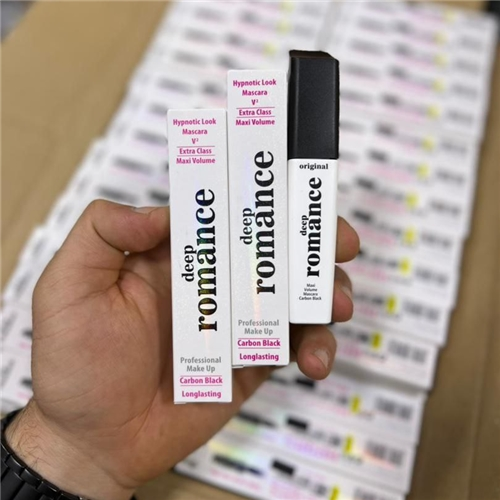 Hypnotic Look
Mascara
V³
Extra Class
Maxi Volume
deep
romance
Professional
Make Up
Carbon Black
Longlasting
Hypnotic Look
Mascara
V³
Extra Class
Maxi Volume
deep
romance
Professional
Make Up
Carbon Black
Longlasting
original
deep
romance
Maxi
Volume
Mascara
Carbon Black